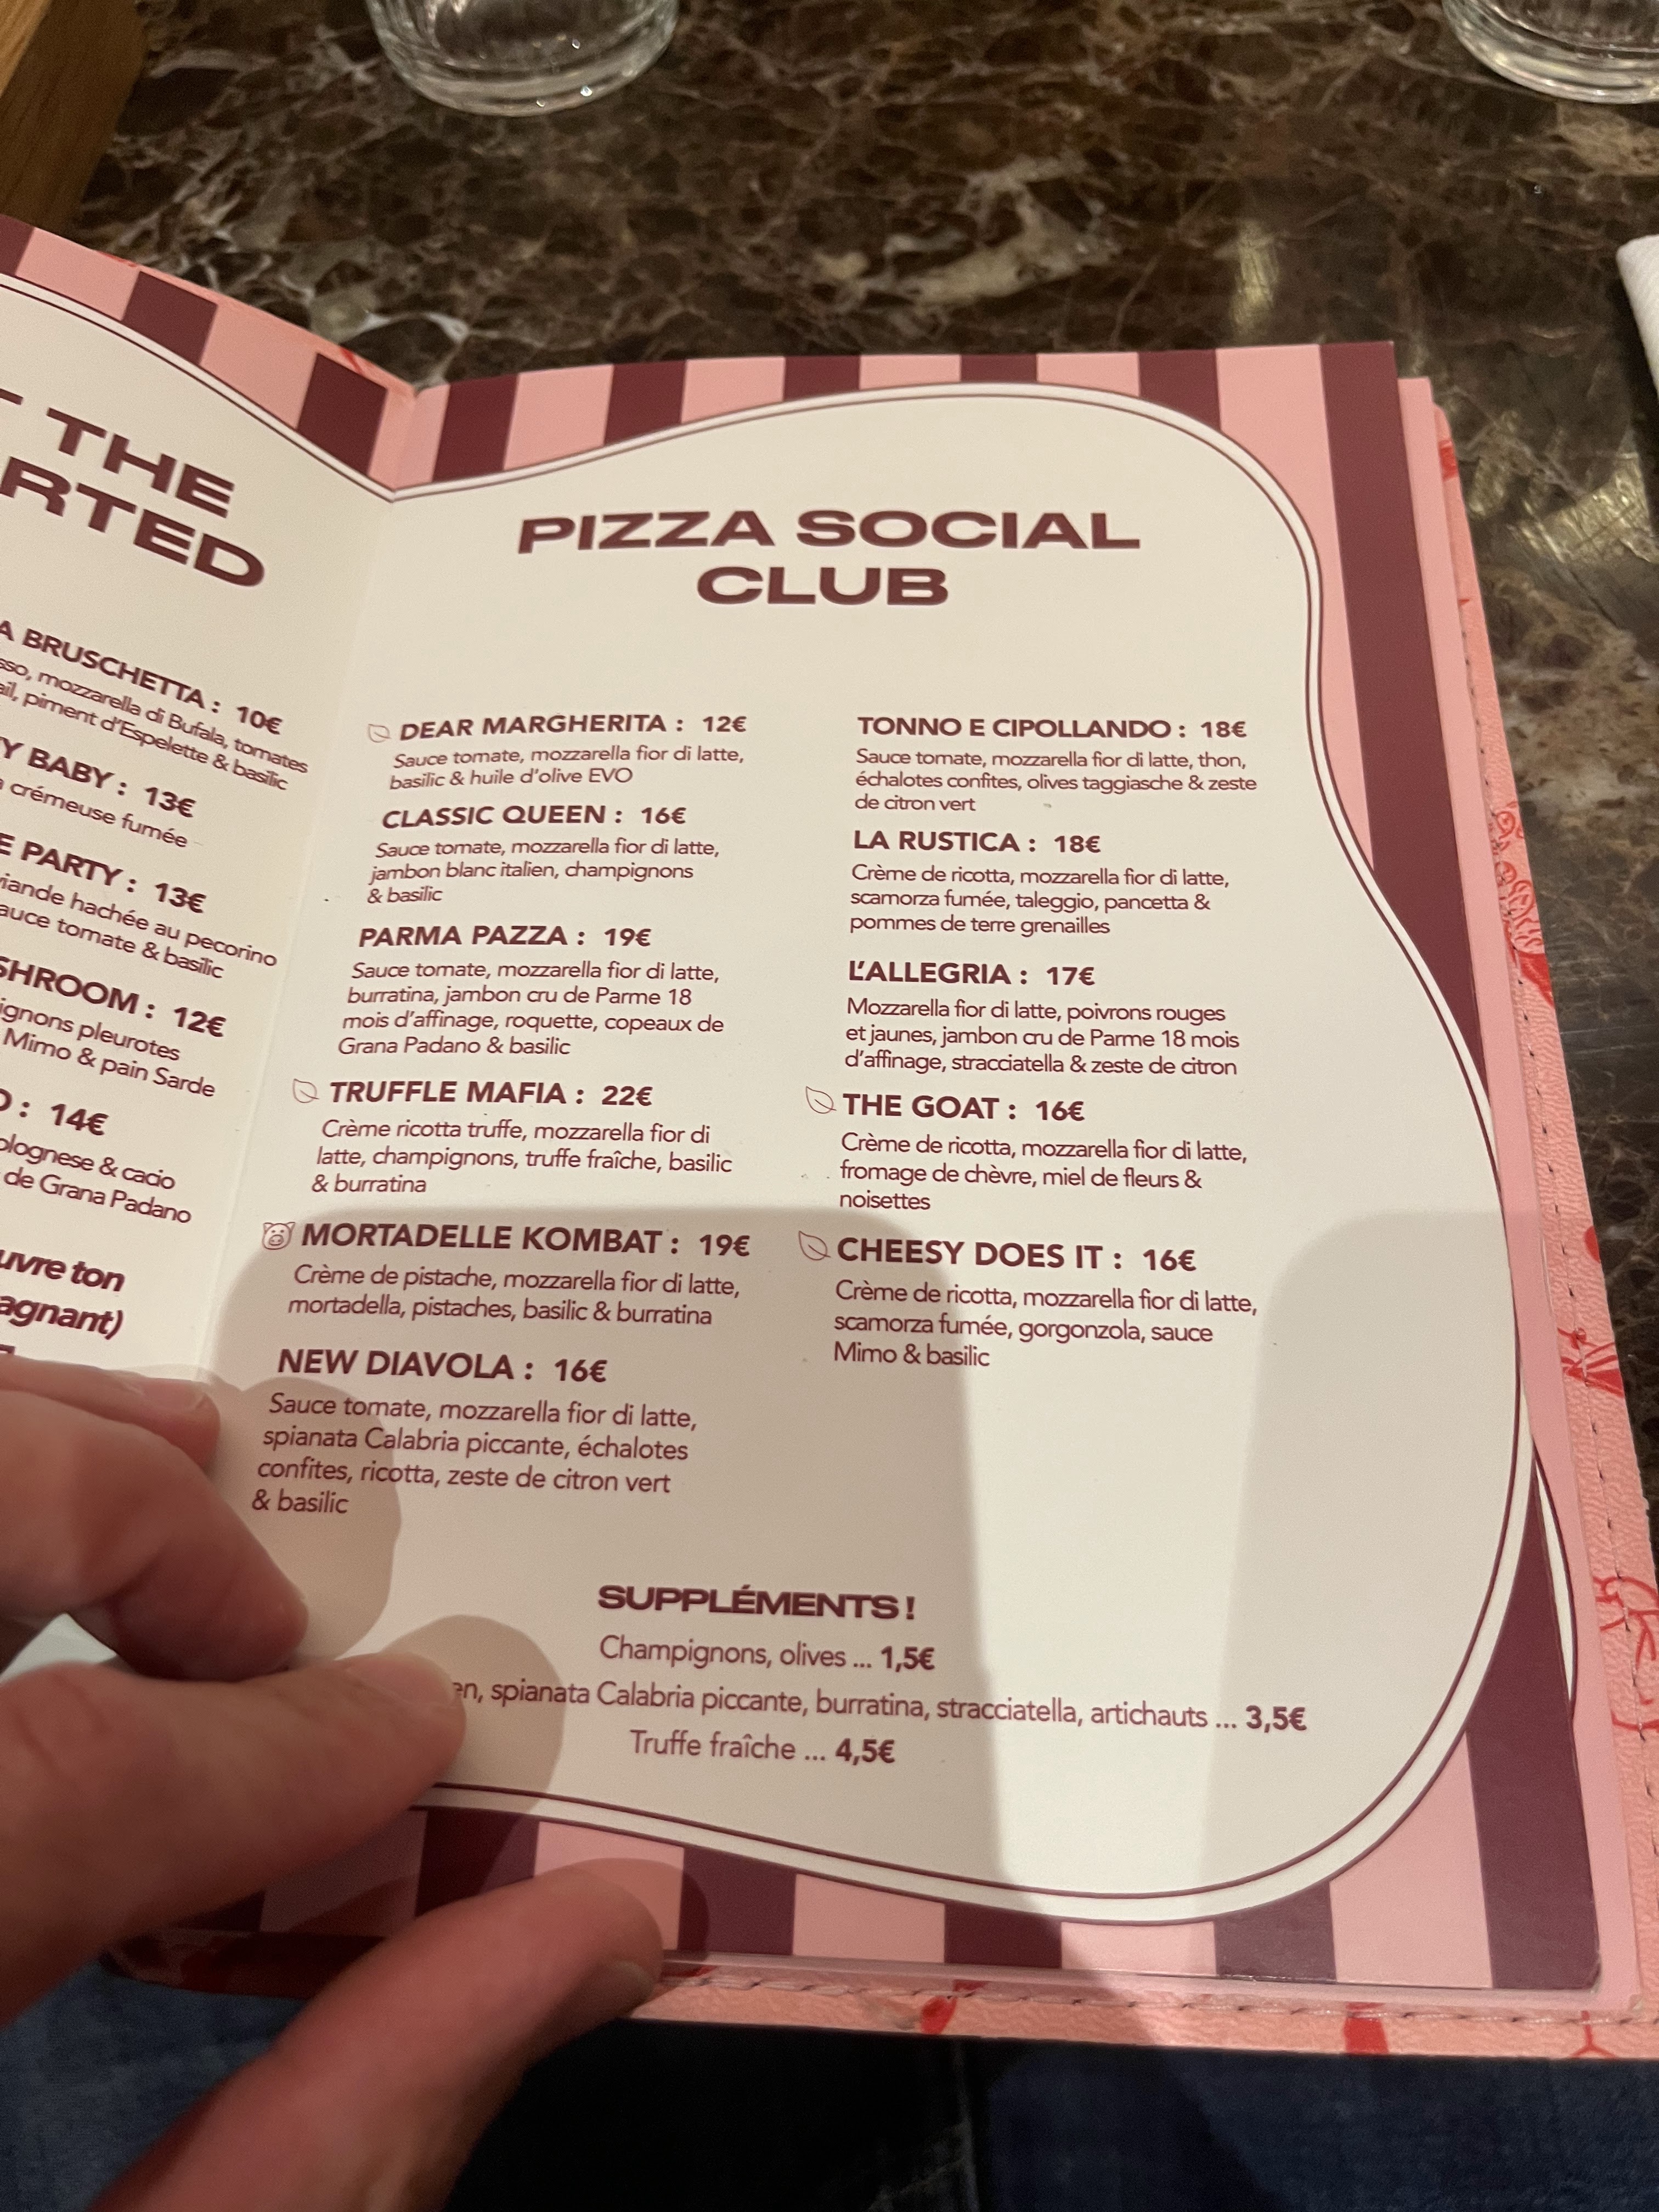 T THE
RTED
A BRUSCHETTA : 10€
sso, mozzarella di Bufala, tomates
ail, piment d'Espelette & basilic
Y BABY : 13€
crémeuse fumée
E PARTY : 13€
viande hachée au pecorino
auce tomate & basilic
SHROOM : 12€
ignons pleurotes
Mimo & pain Sarde
O : 14€
olognese & cacio
de Grana Padano
uvre ton
agnant)
PIZZA SOCIAL
CLUB
DEAR MARGHERITA : 12€
Sauce tomate, mozzarella fior di latte,
basilic & huile d'olive EVO
CLASSIC QUEEN : 16€
Sauce tomate, mozzarella fior di latte,
jambon blanc italien, champignons
& basilic
PARMA PAZZA : 19€
Sauce tomate, mozzarella fior di latte,
burratina, jambon cru de Parme 18
mois d'affinage, roquette, copeaux de
Grana Padano & basilic
TRUFFLE MAFIA : 22€
Crème ricotta truffe, mozzarella fior di
latte, champignons, truffe fraîche, basilic
& burratina
MORTADELLE KOMBAT : 19€
Crème de pistache, mozzarella fior di latte,
mortadella, pistaches, basilic & burratina
NEW DIAVOLA : 16€
Sauce tomate, mozzarella fior di latte,
spianata Calabria piccante, échalotes
confites, ricotta, zeste de citron vert
& basilic
TONNO E CIPOLLANDO : 18€
Sauce tomate, mozzarella fior di latte, thon,
échalotes confites, olives taggiasche & zeste
de citron vert
LA RUSTICA : 18€
Crème de ricotta, mozzarella fior di latte,
scamorza fumée, taleggio, pancetta &
pommes de terre grenailles
L'ALLEGRIA : 17€
Mozzarella fior di latte, poivrons rouges
et jaunes, jambon cru de Parme 18 mois
d'affinage, stracciatella & zeste de citron
THE GOAT : 16€
Crème de ricotta, mozzarella fior di latte,
fromage de chèvre, miel de fleurs &
noisettes
CHEESY DOES IT : 16€
Crème de ricotta, mozzarella fior di latte,
scamorza fumée, gorgonzola, sauce
Mimo & basilic
SUPPLÉMENTS !
Champignons, olives ... 1,5€
en, spianata Calabria piccante, burratina, stracciatella, artichauts ... 3,5€
Truffe fraîche ... 4,5€